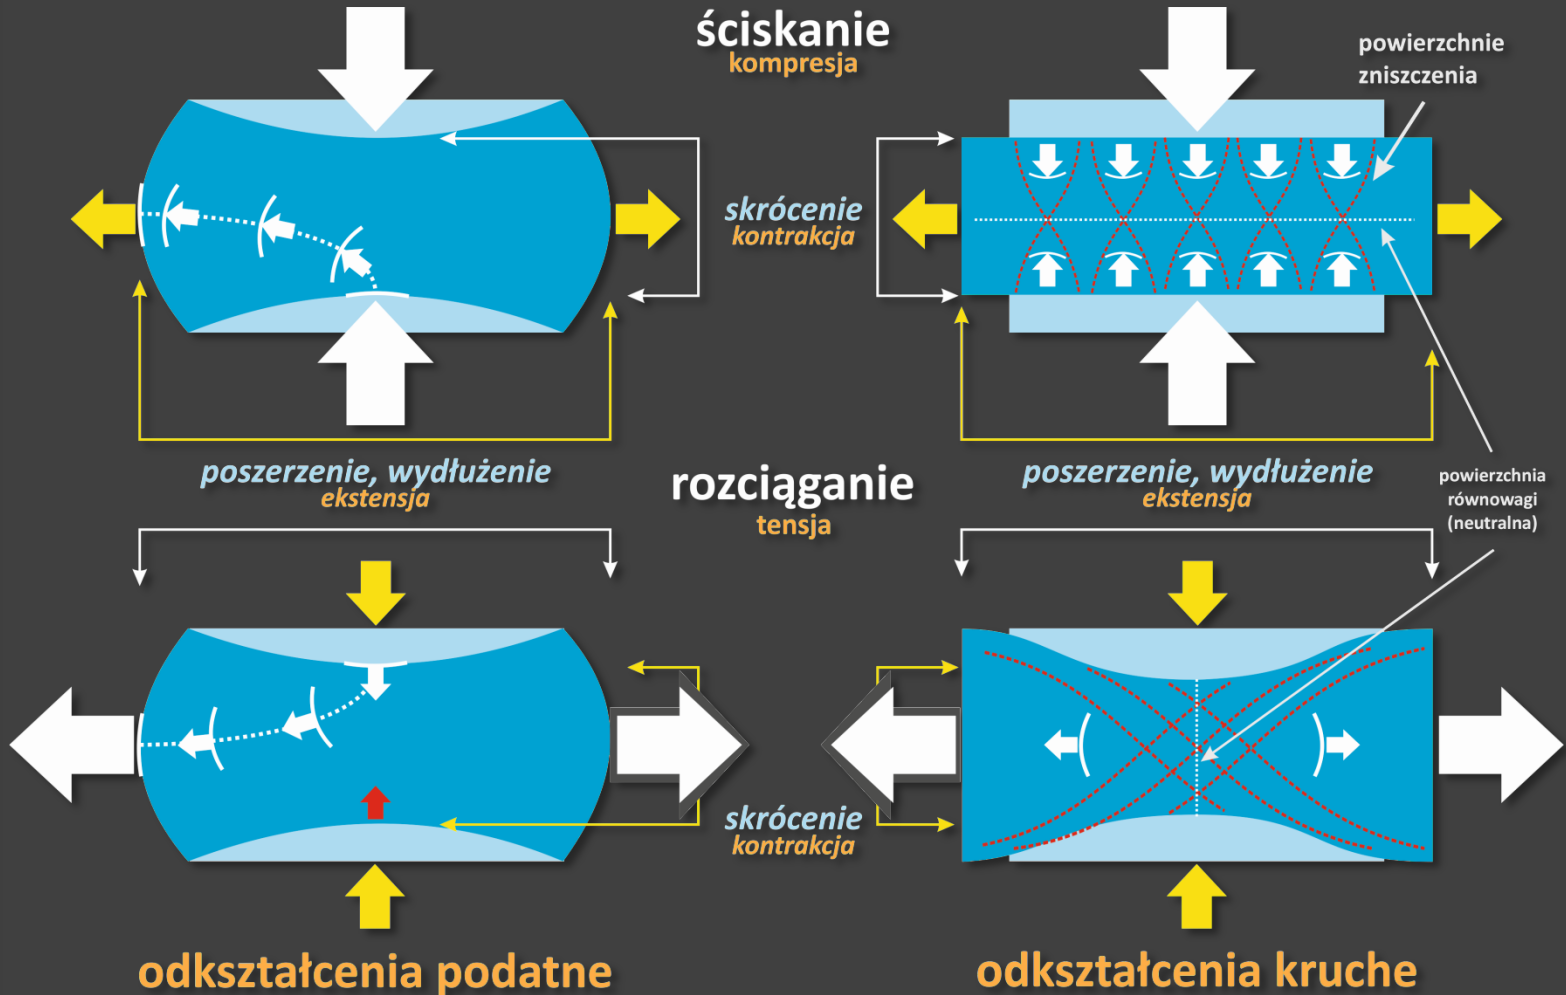 ściskanie
kompresja
powierzchnie
zniszczenia
skrócenie
kontrakcja
poszerzenie, wydłużenie
ekstensja
rozciąganie
tensja
poszerzenie, wydłużenie
ekstensja
powierzchnia
równowagi
(neutralna)
skrócenie
kontrakcja
odkształcenia podatne
odkształcenia kruche